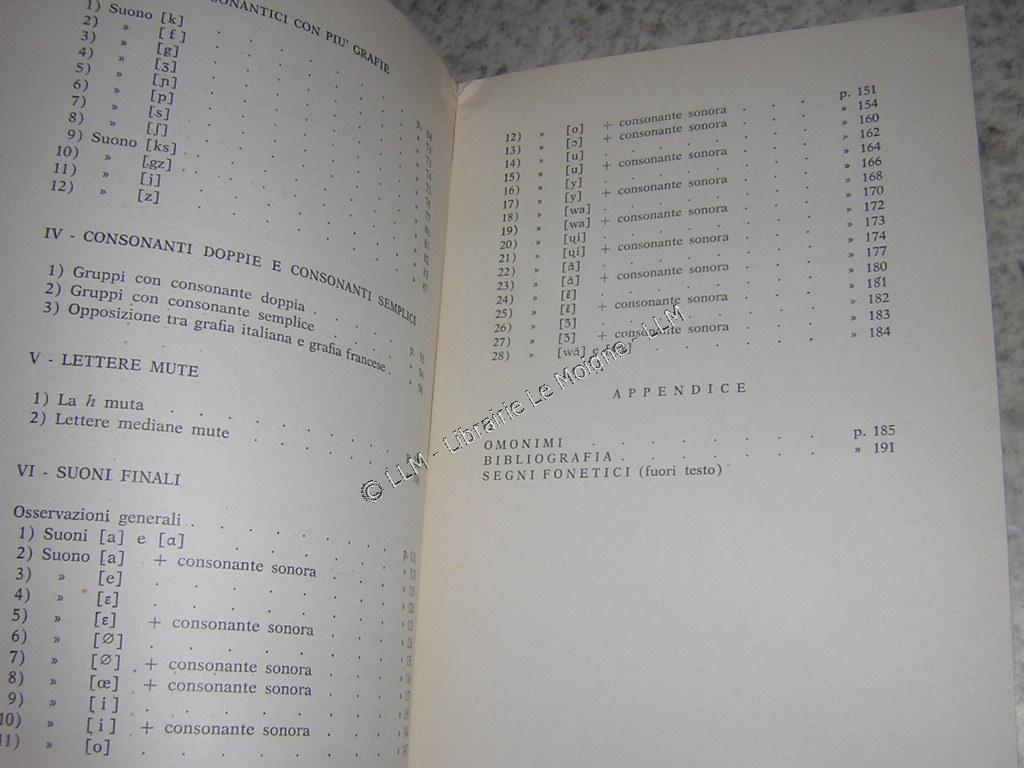 CON PIU' GRAFIE
1) Suono [k]
2) » [f]
3) » [g]
4) » [ʒ]
5) » [ɲ]
6) » [p]
7) » [s]
8) » [ʃ]
9) Suono [ks]
10) » [gz]
11) » [j]
12) » [z]
IV - CONSONANTI DOPPIE E CONSONANTI SEMPLICI
1) Gruppi con consonante doppia
2) Gruppi con consonante semplice
3) Opposizione tra grafia italiana e grafia francese
V - LETTERE MUTE
1) La h muta
2) Lettere mediane mute
VI - SUONI FINALI
Osservazioni generali
1) Suoni [a] e [ɑ]
2) Suono [a] + consonante sonora
3) » [e]
4) » [ɛ]
5) » [ɛ] + consonante sonora
6) » [∅]
7) » [∅] + consonante sonora
8) » [œ] + consonante sonora
9) » [i]
10) » [i] + consonante sonora
11) » [o]
12) » [o] + consonante sonora . . . p. 151
13) » [ɔ] + consonante sonora . . . » 154
14) » [u] . . . » 160
15) » [u] + consonante sonora . . . » 162
16) » [y] . . . » 164
17) » [y] + consonante sonora . . . » 166
18) » [wa] . . . » 168
19) » [wa] + consonante sonora . . . » 170
20) » [ɥi] . . . » 172
21) » [ɥi] + consonante sonora . . . » 173
22) » [ã] . . . » 174
23) » [ã] + consonante sonora . . . » 177
24) » [ɛ̃] . . . » 180
25) » [ɛ̃] + consonante sonora . . . » 181
26) » [ɔ̃] . . . » 182
27) » [ɔ̃] + consonante sonora . . . » 183
28) » [wã] e . . . » 184
APPENDICE
OMONIMI . . . p. 185
BIBLIOGRAFIA . . . » 191
SEGNI FONETICI (fuori testo)
© LLM - Librairie Le Moigne - LLM